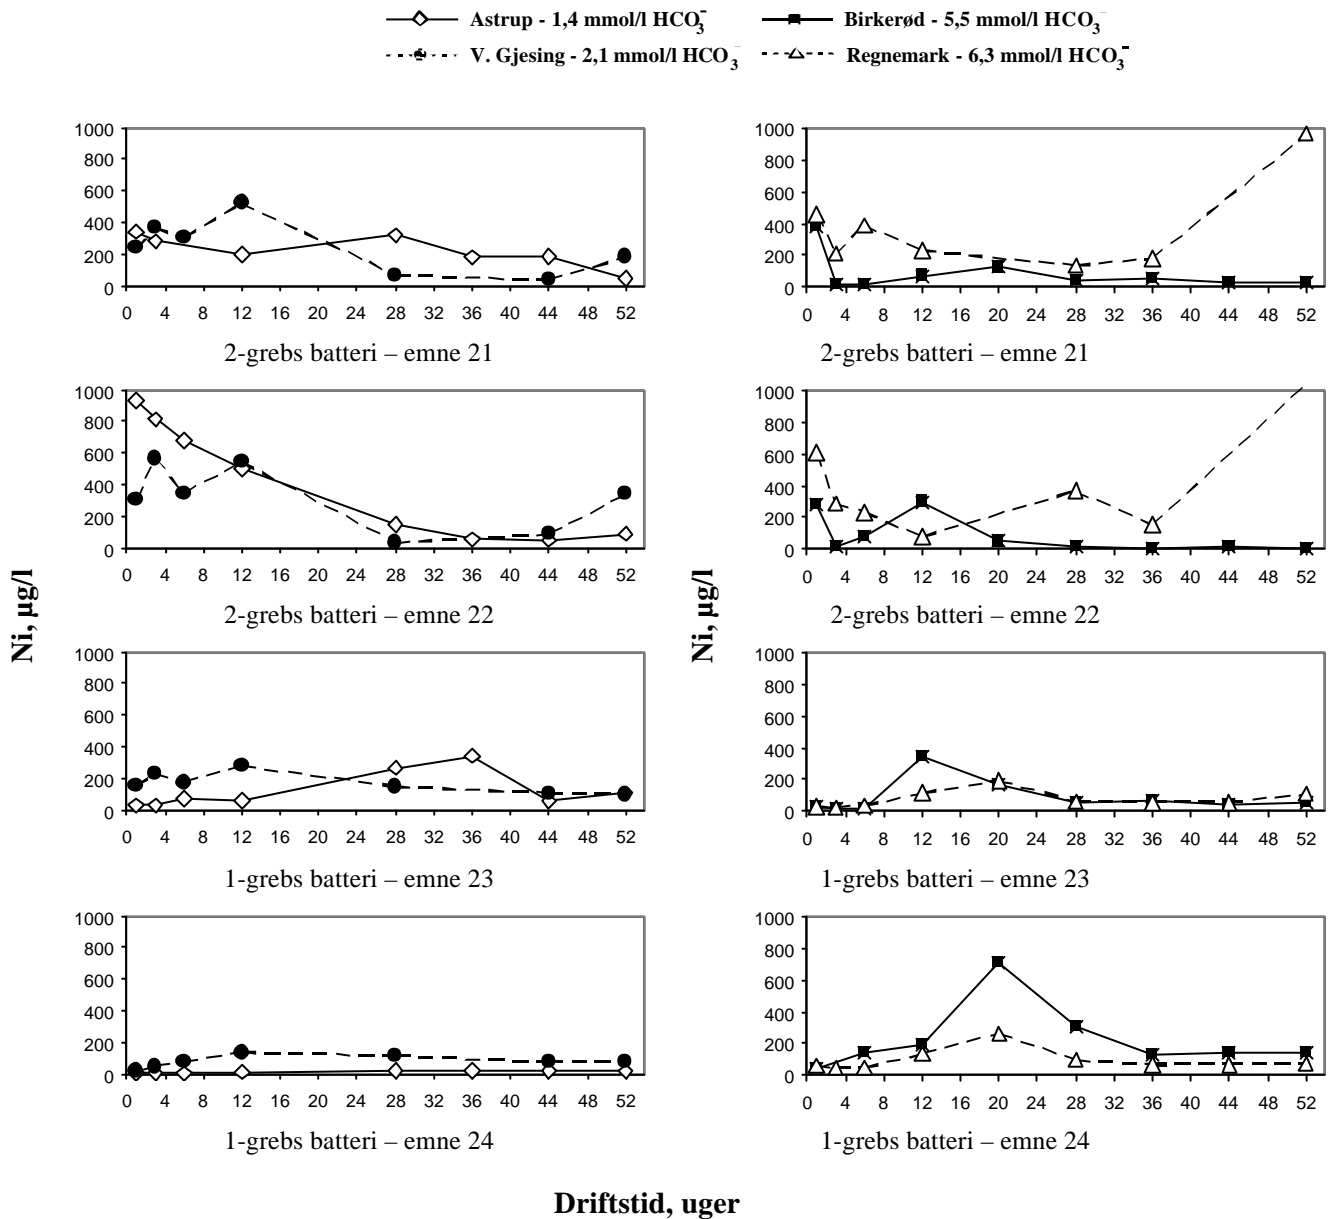 Astrup - 1,4 mmol/l HCO3-
Birkerød - 5,5 mmol/l HCO3-
V. Gjesing - 2,1 mmol/l HCO3-
Regnemark - 6,3 mmol/l HCO3-
1000
800
600
400
200
0
0 4 8 12 16 20 24 28 32 36 40 44 48 52
2-grebs batteri – emne 21
1000
800
600
400
200
0
0 4 8 12 16 20 24 28 32 36 40 44 48 52
2-grebs batteri – emne 21
1000
800
600
400
200
0
0 4 8 12 16 20 24 28 32 36 40 44 48 52
2-grebs batteri – emne 22
1000
800
600
400
200
0
0 4 8 12 16 20 24 28 32 36 40 44 48 52
2-grebs batteri – emne 22
Ni, µg/l
Ni, µg/l
1000
800
600
400
200
0
0 4 8 12 16 20 24 28 32 36 40 44 48 52
1-grebs batteri – emne 23
1000
800
600
400
200
0
0 4 8 12 16 20 24 28 32 36 40 44 48 52
1-grebs batteri – emne 23
1000
800
600
400
200
0
0 4 8 12 16 20 24 28 32 36 40 44 48 52
1-grebs batteri – emne 24
1000
800
600
400
200
0
0 4 8 12 16 20 24 28 32 36 40 44 48 52
1-grebs batteri – emne 24
Driftstid, uger